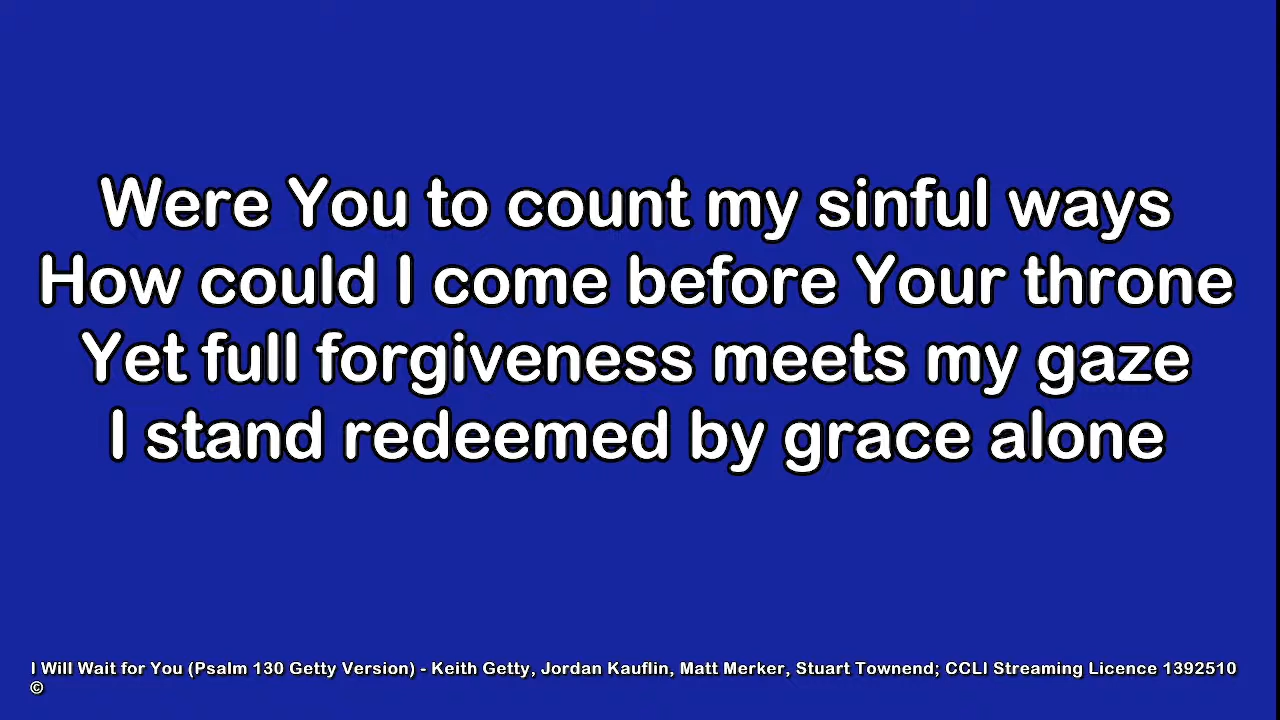 Were You to count my sinful ways
How could I come before Your throne
Yet full forgiveness meets my gaze
I stand redeemed by grace alone
I Will Wait for You (Psalm 130 Getty Version) - Keith Getty, Jordan Kauflin, Matt Merker, Stuart Townend; CCLI Streaming Licence 1392510
©